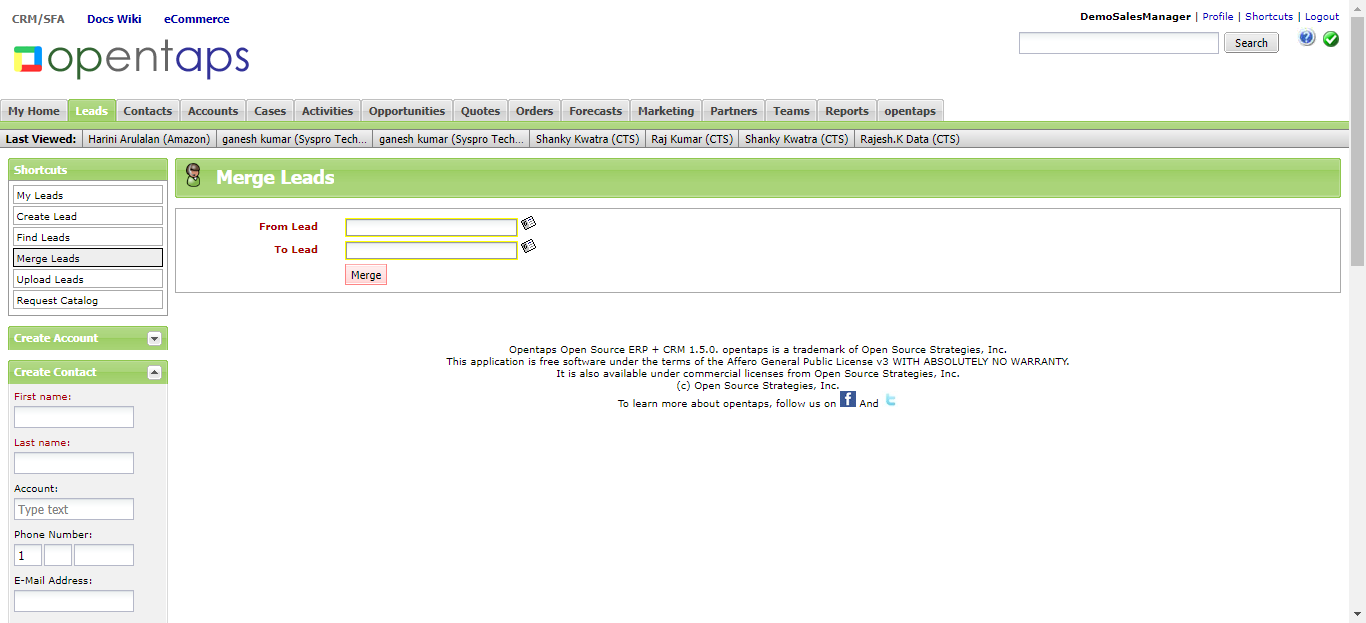 CRM/SFA Docs Wiki eCommerce
DemoSalesManager | Profile | Shortcuts | Logout
opentaps
Search
My Home Leads Contacts Accounts Cases Activities Opportunities Quotes Orders Forecasts Marketing Partners Teams Reports opentaps
Last Viewed: Harini Arulalan (Amazon) ganesh kumar (Syspro Tech... ganesh kumar (Syspro Tech... Shanky Kwatra (CTS) Raj Kumar (CTS) Shanky Kwatra (CTS) Rajesh.K Data (CTS)
Shortcuts
My Leads
Create Lead
Find Leads
Merge Leads
Upload Leads
Request Catalog
Create Account
Create Contact
First name:
Last name:
Account:
Type text
Phone Number:
1
E-Mail Address:
Merge Leads
From Lead
To Lead
Merge
Opentaps Open Source ERP + CRM 1.5.0. opentaps is a trademark of Open Source Strategies, Inc.
This application is free software under the terms of the Affero General Public License v3 WITH ABSOLUTELY NO WARRANTY.
It is also available under commercial licenses from Open Source Strategies, Inc.
(c) Open Source Strategies, Inc.
To learn more about opentaps, follow us on f And t